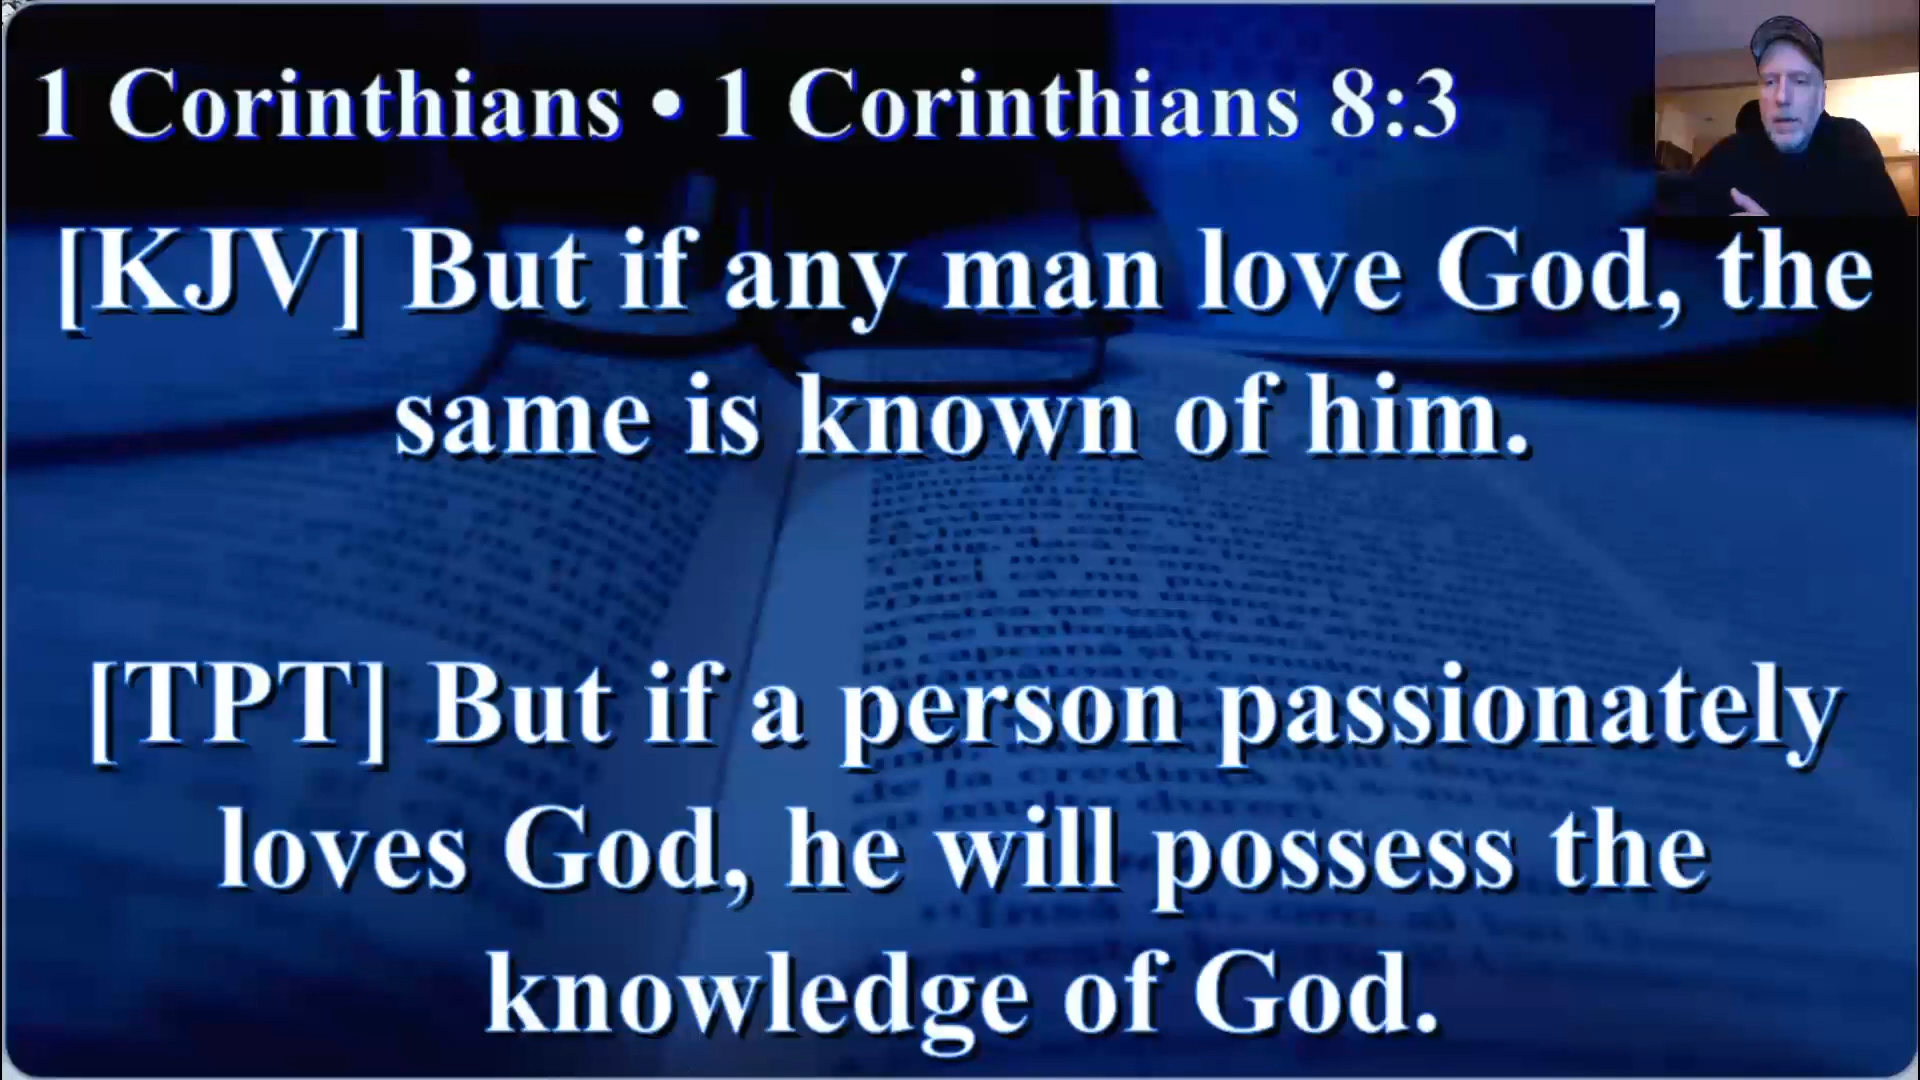 1 Corinthians • 1 Corinthians 8:3
[KJV] But if any man love God, the
same is known of him.
[TPT] But if a person passionately
loves God, he will possess the
knowledge of God.